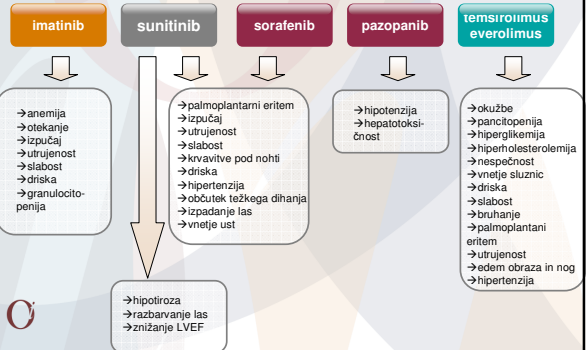 imatinib
sunitinib
sorafenib
pazopanib
temsirolimus
everolimus
→anemija
→otekanje
→izpučaj
→utrujenost
→slabost
→driska
→granulocito-
penija
→palmoplantarni eritem
→izpučaj
→utrujenost
→slabost
→krvavitve pod nohti
→driska
→hipertenzija
→občutek težkega dihanja
→izpadanje las
→vnetje ust
→hipotenzija
→hepatotoksi-
čnost
→okužbe
→pancitopenija
→hiperglikemija
→hiperholesterolemija
→nespečnost
→vnetje sluznic
→driska
→slabost
→bruhanje
→palmoplantani
eritem
→utrujenost
→edem obraza in nog
→hipertenzija
→hipotiroza
→razbarvanje las
→znižanje LVEF